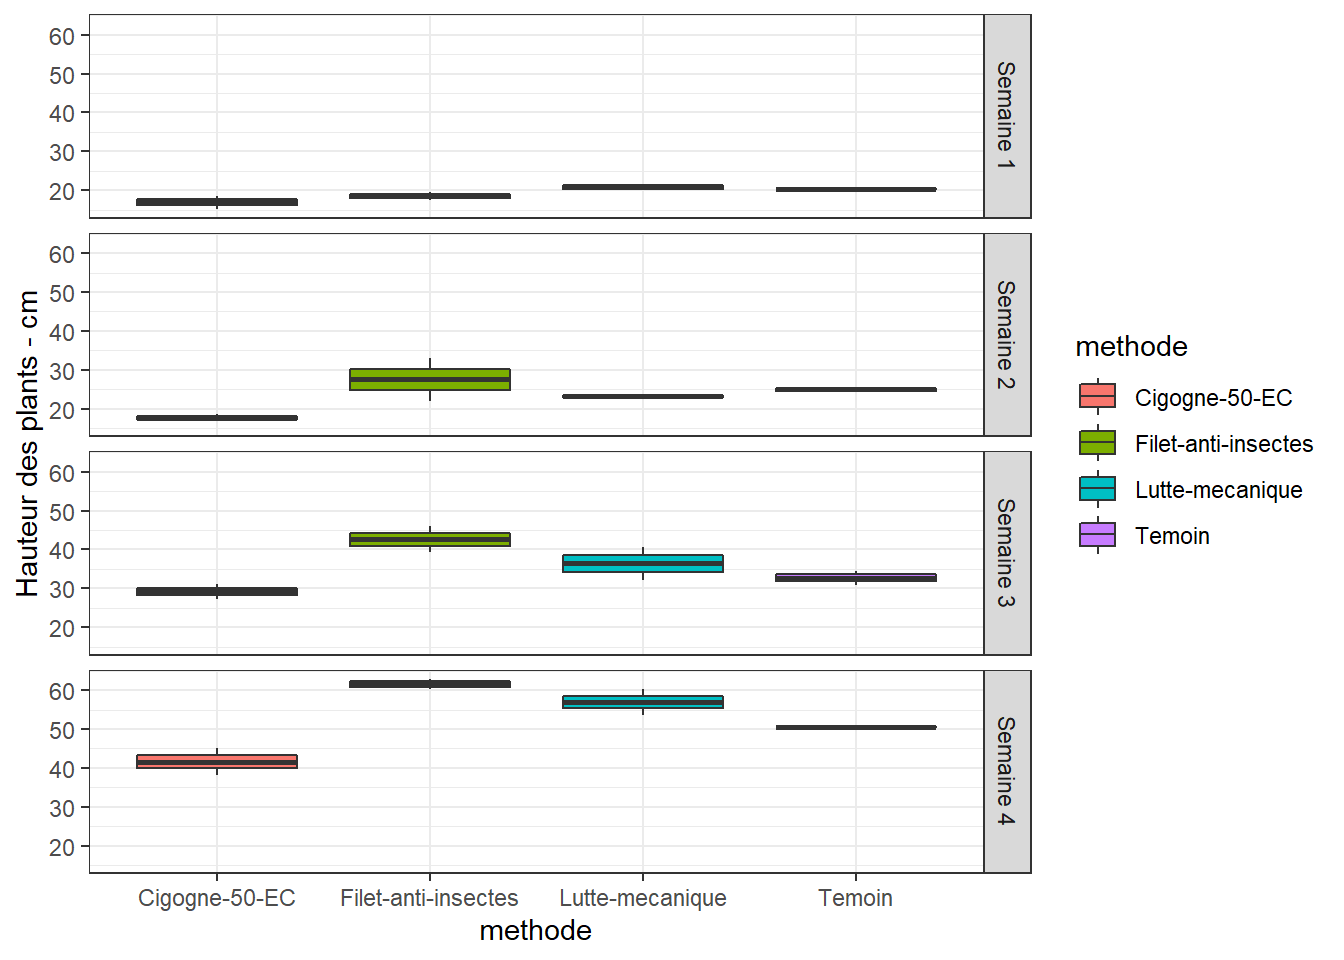 Hauteur des plants - cm
60
50
40
30
20
Semaine 1
60
50
40
30
20
Semaine 2
60
50
40
30
20
Semaine 3
60
50
40
30
20
Semaine 4
Cigogne-50-EC
Filet-anti-insectes
Lutte-mecanique
Temoin
methode
methode
Cigogne-50-EC
Filet-anti-insectes
Lutte-mecanique
Temoin